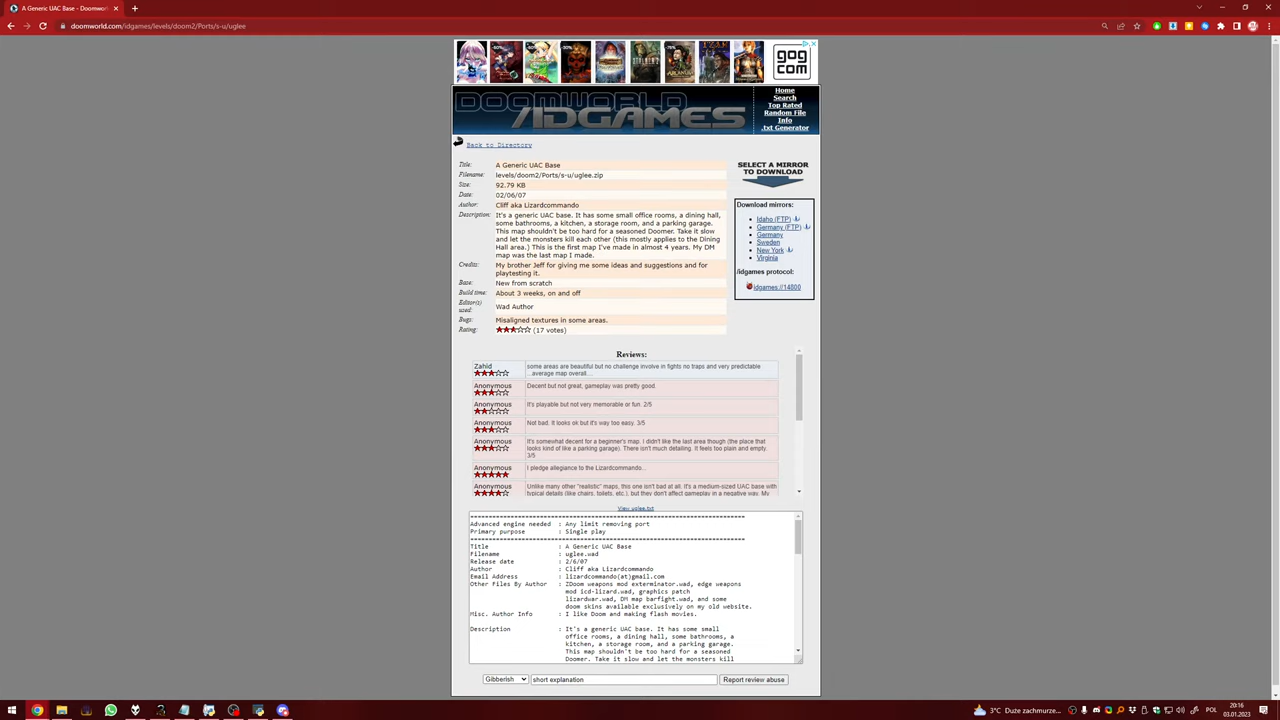 A Generic UAC Base - Doomwo
doomworld.com/idgames/levels/doom2/Ports/s-u/uglee
-60%
-30%
-75%
GOG
COM
DOOMWORLD
/IDGAMES
Home
Search
Top Rated
Random File
Info
.txt Generator
Back to Directory
Title: A Generic UAC Base
Filename: levels/doom2/Ports/s-u/uglee.zip
Size: 92.79 KB
Date: 02/06/07
Author: Cliff aka Lizardcommando
Description: It's a generic UAC base. It has some small office rooms, a dining hall,
some bathrooms, a kitchen, a storage room, and a parking garage.
This map shouldn't be too hard for a seasoned Doomer. Take it slow
and let the monsters kill each other (this mostly applies to the Dining
Hall area.) This is the first map I've made in almost 4 years. My DM
map was the last map I made.
Credits: My brother Jeff for giving me some ideas and suggestions and for
playtesting it.
Base: New from scratch
Build time: About 3 weeks, on and off
Editor(s)
used: Wad Author
Bugs: Misaligned textures in some areas.
Rating: (17 votes)
SELECT A MIRROR
TO DOWNLOAD
Download mirrors:
Idaho (FTP)
Germany (FTP)
Germany
Sweden
New York
Virginia
/idgames protocol:
idgames://14800
Reviews:
Zahid some areas are beautiful but no challenge involve in fights no traps and very predictable
...average map overall....
Anonymous Decent but not great, gameplay was pretty good.
Anonymous It's playable but not very memorable or fun. 2/5
Anonymous Not bad. It looks ok but it's way too easy. 3/5
Anonymous It's somewhat decent for a beginner's map. I didn't like the last area though (the place that
looks kind of like a parking garage). There isn't much detailing. It feels too plain and empty.
3/5
Anonymous I pledge allegiance to the Lizardcommando...
Anonymous Unlike many other "realistic" maps, this one isn't bad at all. It's a medium-sized UAC base with
typical details (like chairs, toilets, etc.), but they don't affect gameplay in a negative way. My
View uglee.txt
===========================================================================
Advanced engine needed : Any limit removing port
Primary purpose : Single play
===========================================================================
Title : A Generic UAC Base
Filename : uglee.wad
Release date : 2/6/07
Author : Cliff aka Lizardcommando
Email Address : lizardcommando(at)gmail.com
Other Files By Author : ZDoom weapons mod exterminator.wad, edge weapons
mod icd-lizard.wad, graphics patch
lizardwar.wad, DM map barfight.wad, and some
doom skins available exclusively on my old website.
Misc. Author Info : I like Doom and making flash movies.
Description : It's a generic UAC base. It has some small
office rooms, a dining hall, some bathrooms, a
kitchen, a storage room, and a parking garage.
This map shouldn't be too hard for a seasoned
Doomer. Take it slow and let the monsters kill
Gibberish short explanation Report review abuse
3°C Duże zachmurze... POL 20:16
03.01.2023